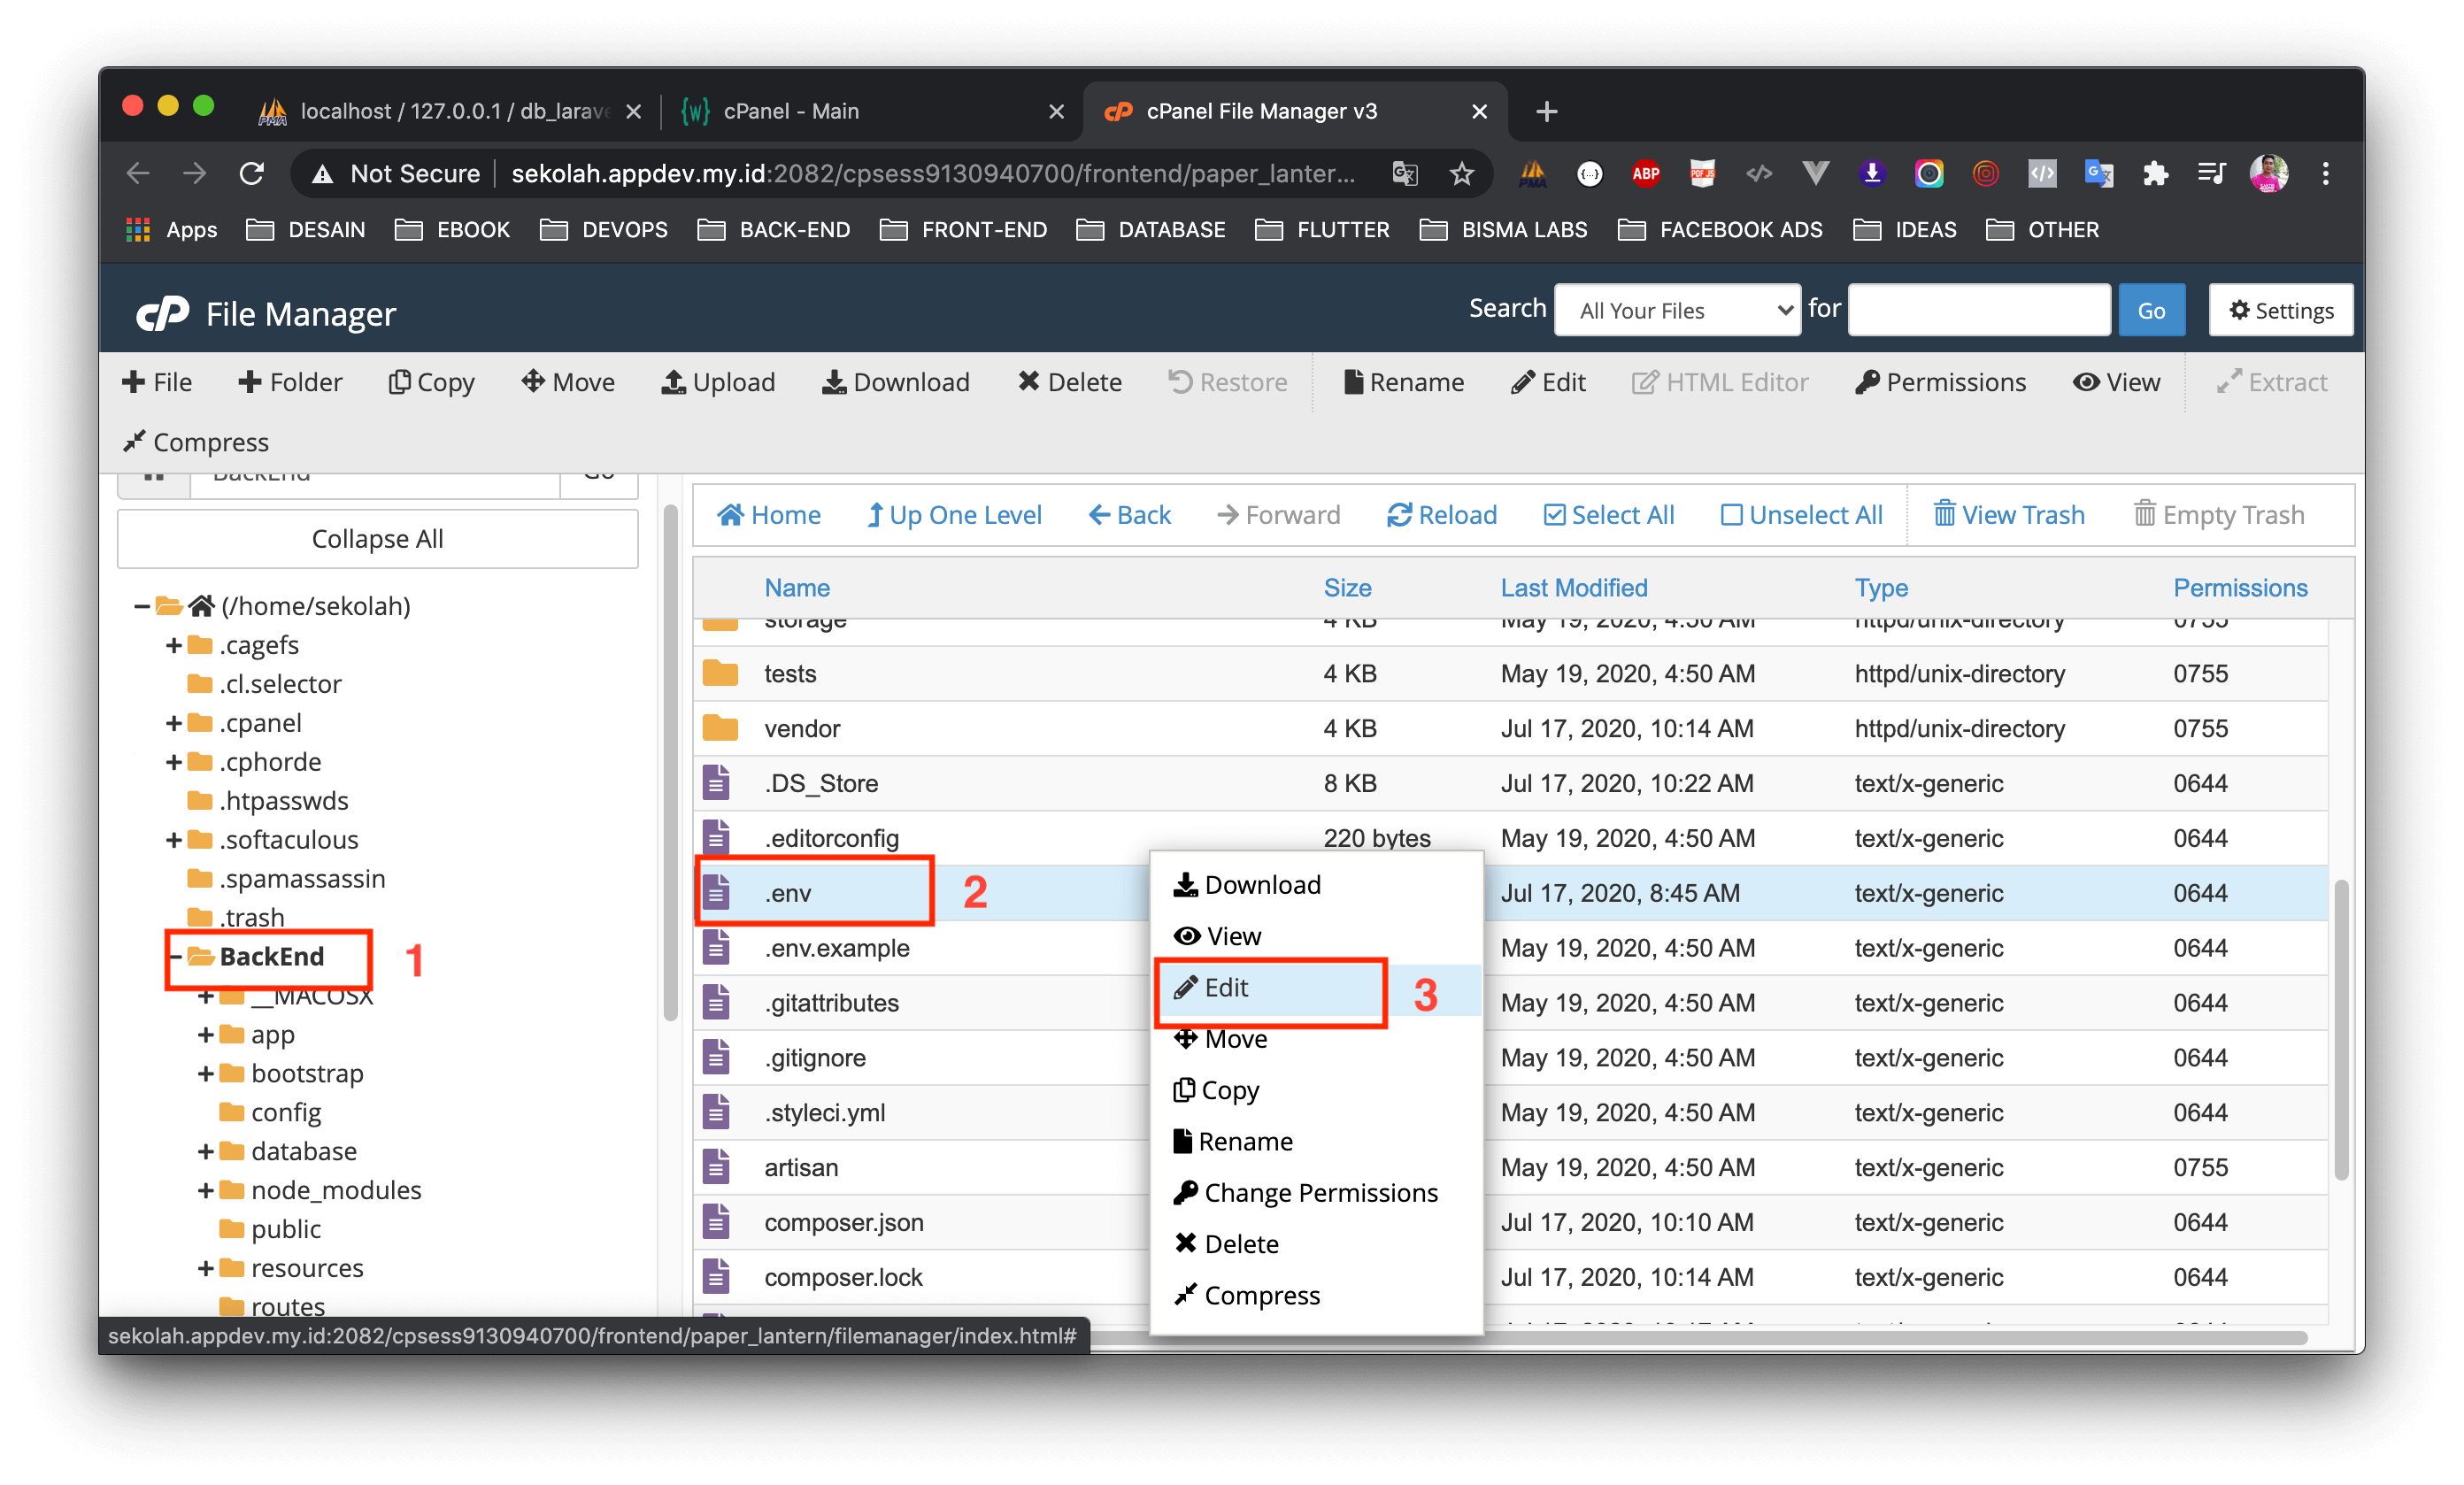 localhost / 127.0.0.1 / db_larave
cPanel - Main
cPanel File Manager v3
Not Secure
sekolah.appdev.my.id:2082/cpsess9130940700/frontend/paper_lanter...
Apps
DESAIN
EBOOK
DEVOPS
BACK-END
FRONT-END
DATABASE
FLUTTER
BISMA LABS
FACEBOOK ADS
IDEAS
OTHER
cP File Manager
Search All Your Files for Go Settings
File Folder Copy Move Upload Download Delete Restore Rename Edit HTML Editor Permissions View Extract
Compress
BackEnd Go
Collapse All
(/home/sekolah)
.cagefs
.cl.selector
.cpanel
.cphorde
.htpasswds
.softaculous
.spamassassin
.trash
BackEnd 1
__MACOSX
app
bootstrap
config
database
node_modules
public
resources
routes
Home Up One Level Back Forward Reload Select All Unselect All View Trash Empty Trash
Name Size Last Modified Type Permissions
storage 4 KB May 19, 2020, 4:50 AM httpd/unix-directory 0755
tests 4 KB May 19, 2020, 4:50 AM httpd/unix-directory 0755
vendor 4 KB Jul 17, 2020, 10:14 AM httpd/unix-directory 0755
.DS_Store 8 KB Jul 17, 2020, 10:22 AM text/x-generic 0644
.editorconfig 220 bytes May 19, 2020, 4:50 AM text/x-generic 0644
.env 2 Jul 17, 2020, 8:45 AM text/x-generic 0644
.env.example May 19, 2020, 4:50 AM text/x-generic 0644
.gitattributes May 19, 2020, 4:50 AM text/x-generic 0644
.gitignore May 19, 2020, 4:50 AM text/x-generic 0644
.styleci.yml May 19, 2020, 4:50 AM text/x-generic 0644
artisan May 19, 2020, 4:50 AM text/x-generic 0755
composer.json Jul 17, 2020, 10:10 AM text/x-generic 0644
composer.lock Jul 17, 2020, 10:14 AM text/x-generic 0644
Download
View
Edit 3
Move
Copy
Rename
Change Permissions
Delete
Compress
sekolah.appdev.my.id:2082/cpsess9130940700/frontend/paper_lantern/filemanager/index.html#